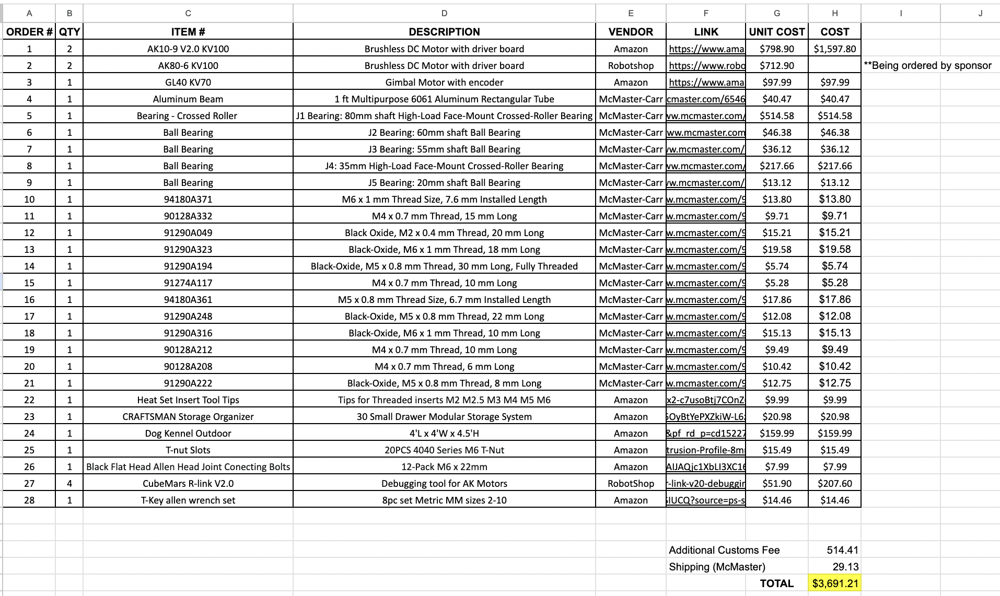 A B C D E F G H I J
ORDER # QTY ITEM # DESCRIPTION VENDOR LINK UNIT COST COST
1 2 AK10-9 V2.0 KV100 Brushless DC Motor with driver board Amazon https://www.ama $798.90 $1,597.80
2 2 AK80-6 KV100 Brushless DC Motor with driver board Robotshop https://www.robo $712.90 **Being ordered by sponsor
3 1 GL40 KV70 Gimbal Motor with encoder Amazon https://www.ama $97.99 $97.99
4 1 Aluminum Beam 1 ft Multipurpose 6061 Aluminum Rectangular Tube McMaster-Carr cmaster.com/6546 $40.47 $40.47
5 1 Bearing - Crossed Roller J1 Bearing: 80mm shaft High-Load Face-Mount Crossed-Roller Bearing McMaster-Carr vw.mcmaster.com/ $514.58 $514.58
6 1 Ball Bearing J2 Bearing: 60mm shaft Ball Bearing McMaster-Carr ww.mcmaster.com $46.38 $46.38
7 1 Ball Bearing J3 Bearing: 55mm shaft Ball Bearing McMaster-Carr w.mcmaster.com/ $36.12 $36.12
8 1 Ball Bearing J4: 35mm High-Load Face-Mount Crossed-Roller Bearing McMaster-Carr vw.mcmaster.com/ $217.66 $217.66
9 1 Ball Bearing J5 Bearing: 20mm shaft Ball Bearing McMaster-Carr w.mcmaster.com/ $13.12 $13.12
10 1 94180A371 M6 x 1 mm Thread Size, 7.6 mm Installed Length McMaster-Carr w.mcmaster.com/9 $13.80 $13.80
11 1 90128A332 M4 x 0.7 mm Thread, 15 mm Long McMaster-Carr w.mcmaster.com/9 $9.71 $9.71
12 1 91290A049 Black Oxide, M2 x 0.4 mm Thread, 20 mm Long McMaster-Carr w.mcmaster.com/9 $15.21 $15.21
13 1 91290A323 Black-Oxide, M6 x 1 mm Thread, 18 mm Long McMaster-Carr w.mcmaster.com/9 $19.58 $19.58
14 1 91290A194 Black-Oxide, M5 x 0.8 mm Thread, 30 mm Long, Fully Threaded McMaster-Carr w.mcmaster.com/9 $5.74 $5.74
15 1 91274A117 M4 x 0.7 mm Thread, 10 mm Long McMaster-Carr w.mcmaster.com/9 $5.28 $5.28
16 1 94180A361 M5 x 0.8 mm Thread Size, 6.7 mm Installed Length McMaster-Carr w.mcmaster.com/9 $17.86 $17.86
17 1 91290A248 Black-Oxide, M5 x 0.8 mm Thread, 22 mm Long McMaster-Carr w.mcmaster.com/9 $12.08 $12.08
18 1 91290A316 Black-Oxide, M6 x 1 mm Thread, 10 mm Long McMaster-Carr w.mcmaster.com/9 $15.13 $15.13
19 1 90128A212 M4 x 0.7 mm Thread, 10 mm Long McMaster-Carr w.mcmaster.com/9 $9.49 $9.49
20 1 90128A208 M4 x 0.7 mm Thread, 6 mm Long McMaster-Carr w.mcmaster.com/9 $10.42 $10.42
21 1 91290A222 Black-Oxide, M5 x 0.8 mm Thread, 8 mm Long McMaster-Carr w.mcmaster.com/9 $12.75 $12.75
22 1 Heat Set Insert Tool Tips Tips for Threaded inserts M2 M2.5 M3 M4 M5 M6 Amazon x2-c7usoBtj7COnZ $9.99 $9.99
23 1 CRAFTSMAN Storage Organizer 30 Small Drawer Modular Storage System Amazon OyBtYePXZkiW-L6 $20.98 $20.98
24 1 Dog Kennel Outdoor 4'L x 4'W x 4.5'H Amazon &pf_rd_p=cd15227 $159.99 $159.99
25 1 T-nut Slots 20PCS 4040 Series M6 T-Nut Amazon trusion-Profile-8m $15.49 $15.49
26 1 Black Flat Head Allen Head Joint Conecting Bolts 12-Pack M6 x 22mm Amazon AIJAQjc1XbLI3XC16 $7.99 $7.99
27 4 CubeMars R-link V2.0 Debugging tool for AK Motors RobotShop r-link-v20-debuggin $51.90 $207.60
28 1 T-Key allen wrench set 8pc set Metric MM sizes 2-10 Amazon IUCQ?source=ps-s $14.46 $14.46
Additional Customs Fee 514.41
Shipping (McMaster) 29.13
TOTAL $3,691.21